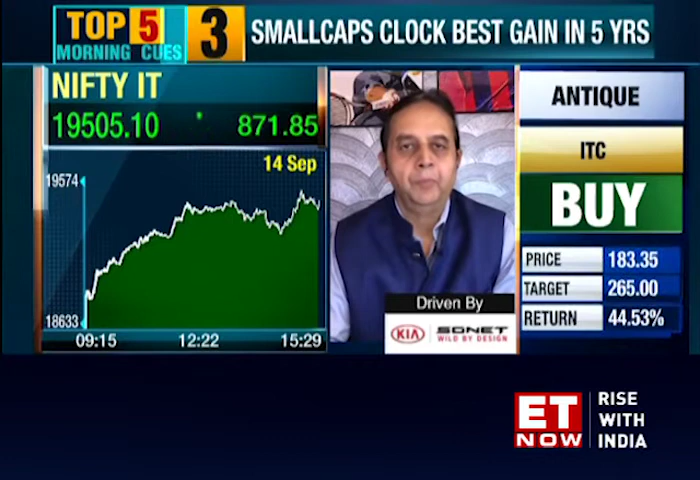 TOP 5
MORNING CUES
3
SMALLCAPS CLOCK BEST GAIN IN 5 YRS
NIFTY IT
19505.10 871.85
14 Sep
19574
18633
09:15 12:22 15:29
Driven By
KIA SONET
WILD BY DESIGN
ANTIQUE
ITC
BUY
PRICE 183.35
TARGET 265.00
RETURN 44.53%
ET
NOW
RISE
WITH
INDIA